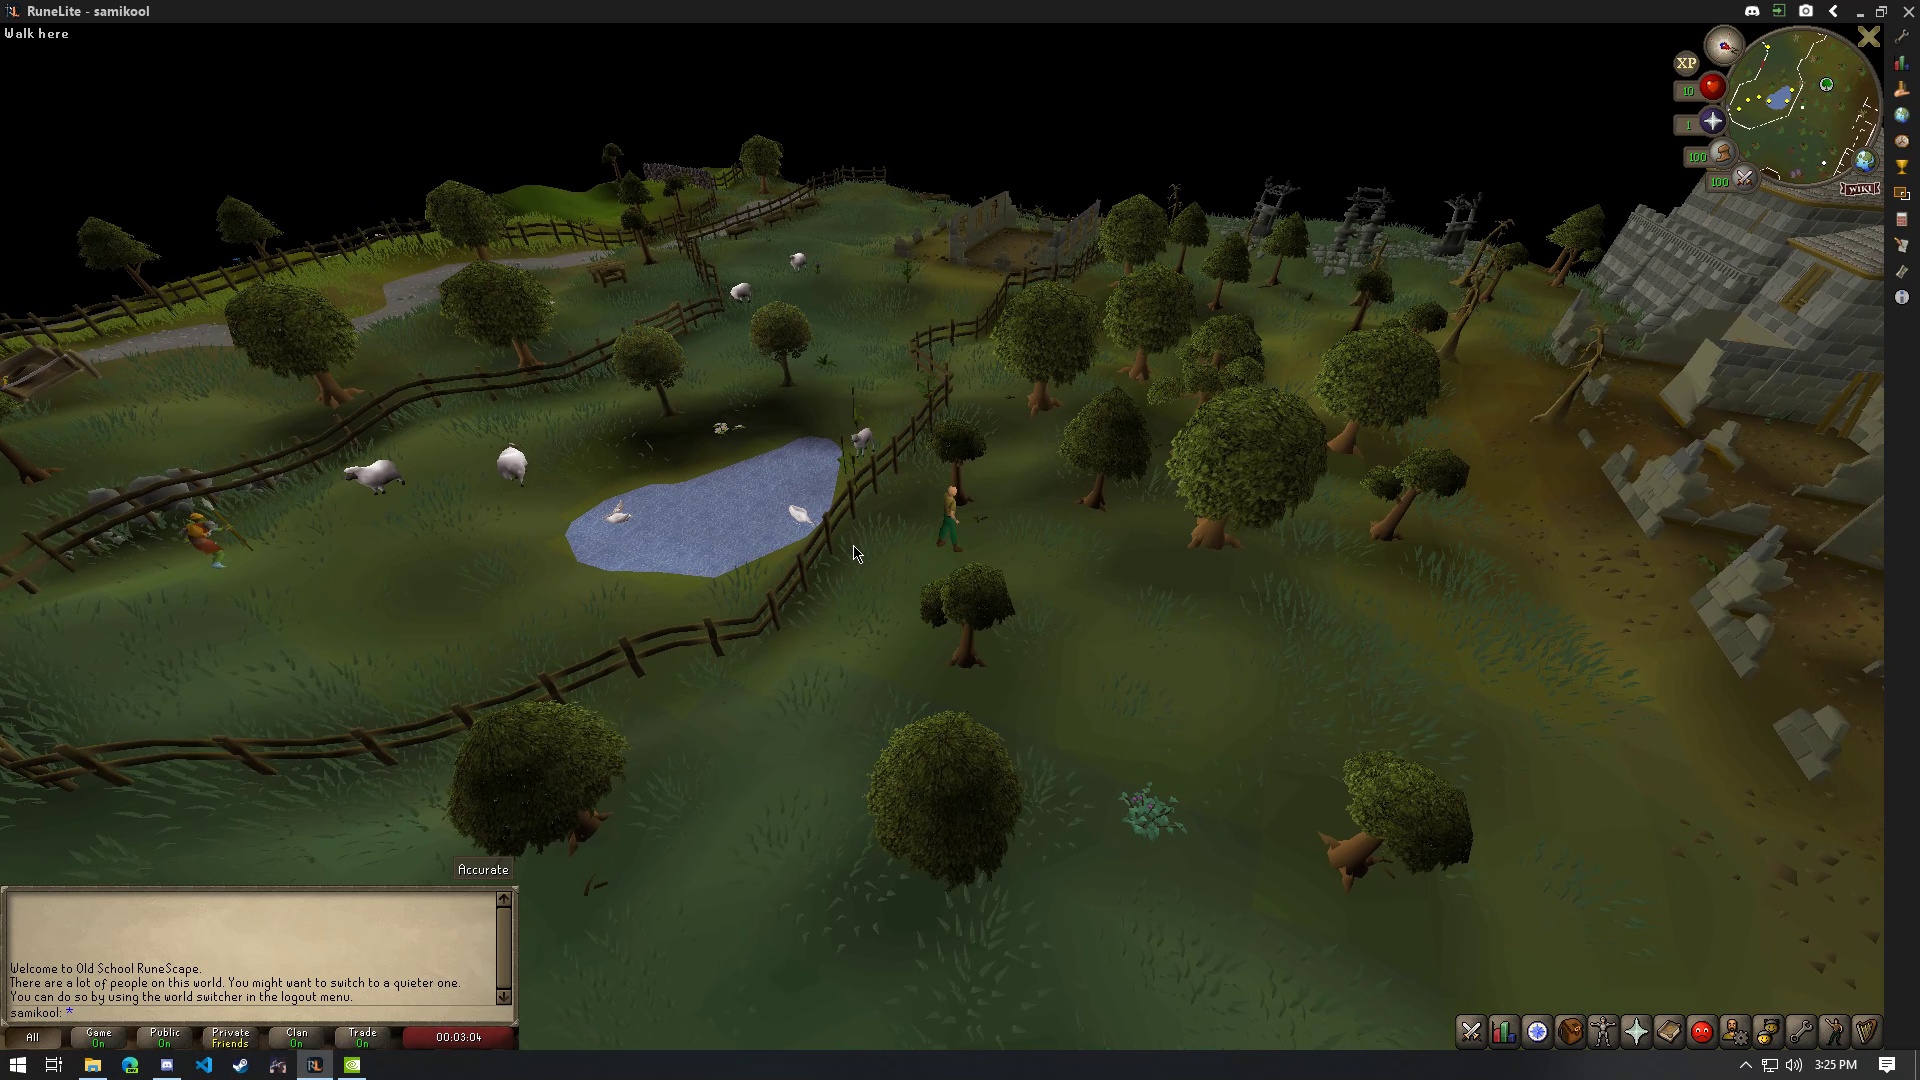 RuneLite - samikool
Walk here
XP
10
1
100
100
WIKI
Accurate
Welcome to Old School RuneScape.
There are a lot of people on this world. You might want to switch to a quieter one.
You can do so by using the world switcher in the logout menu.
samikool: *
All
Game
On
Public
On
Private
Friends
Clan
On
Trade
On
00:03:04
3:25 PM